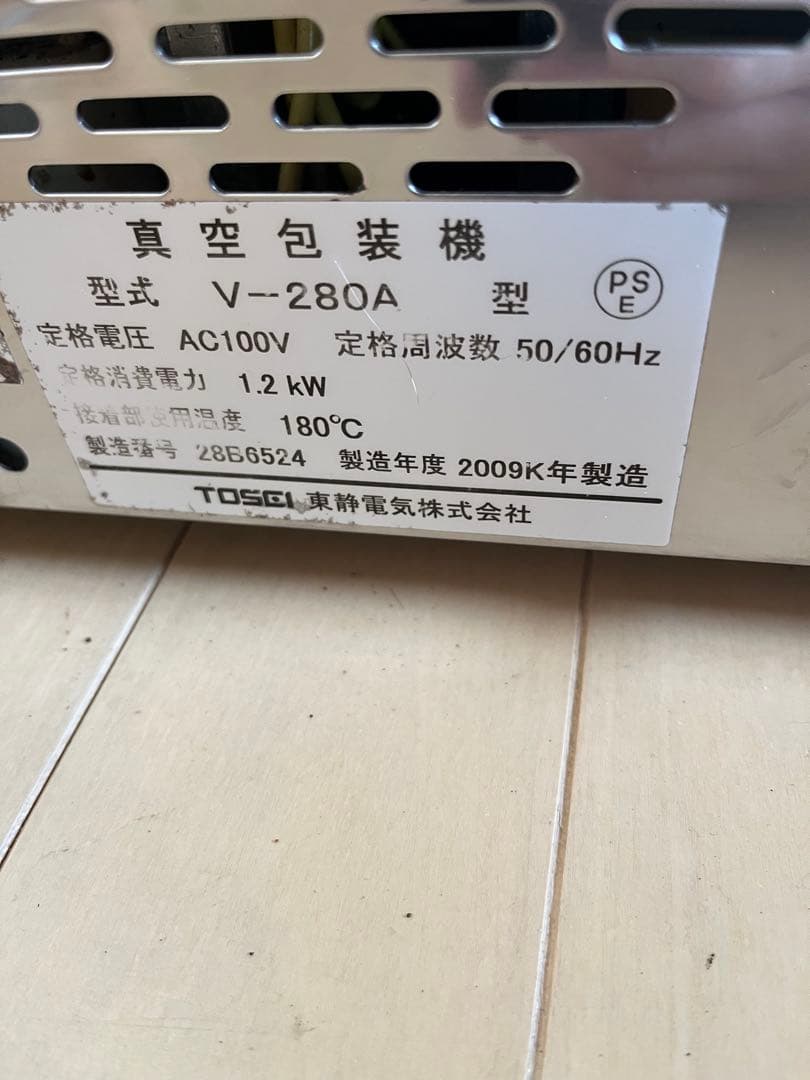 真空包装機
型式 V-280A 型 PSE
定格電圧 AC100V 定格周波数 50/60Hz
定格消費電力 1.2 kW
接着部使用温度 180℃
製造番号 28B6524 製造年度 2009K年製造
TOSEI 東静電気株式会社